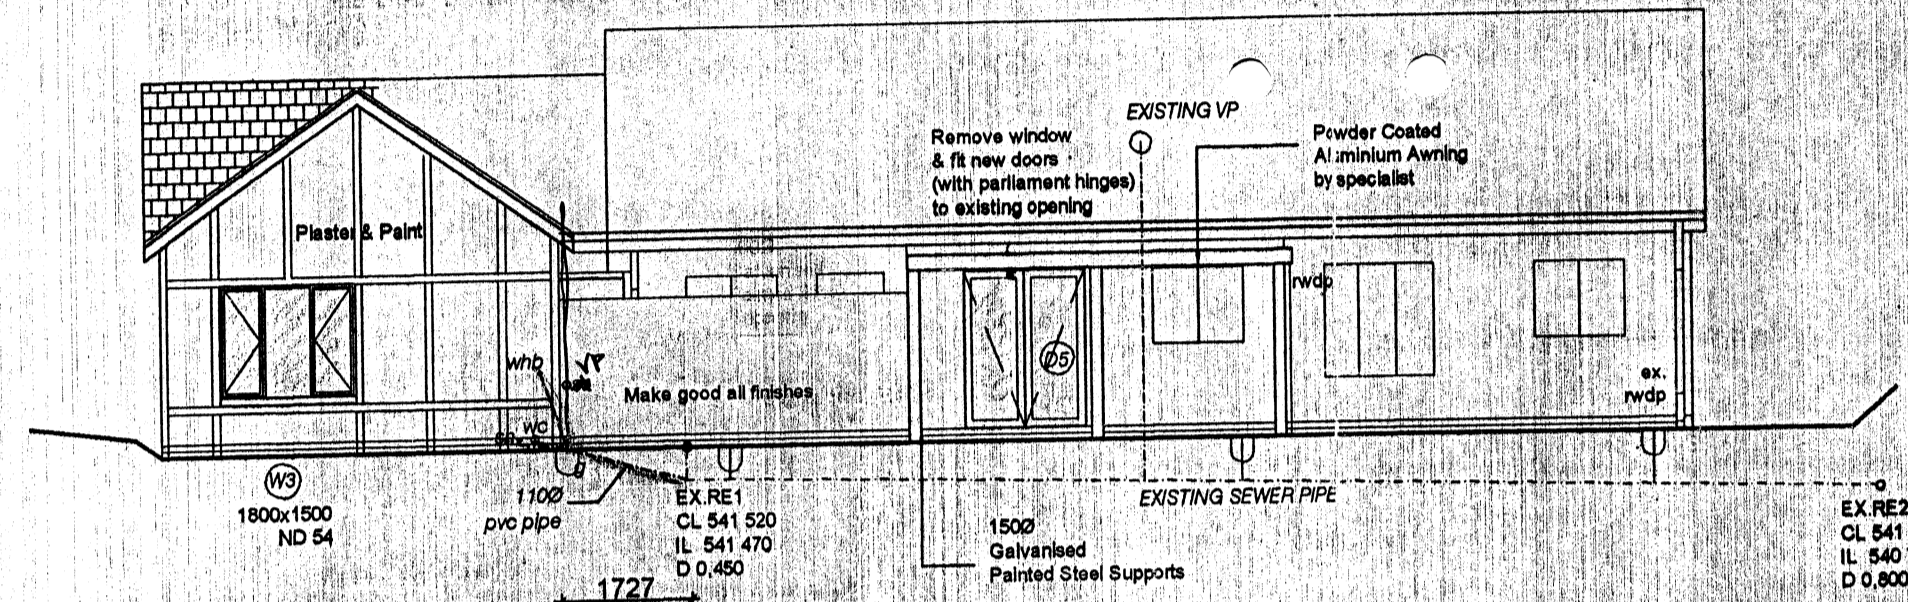 EXISTING VP
Remove window
& fit new doors
(with parliament hinges)
to existing opening
Powder Coated
Aluminium Awning
by specialist
Plaster & Paint
rwdp
whb
VP
D5
Make good all finishes
ex.
rwdp
wc
g
W3
1800x1500
ND 54
110Ø
pvc pipe
EX.RE1
CL 541 520
IL 541 470
D 0,450
1727
EXISTING SEWER PIPE
150Ø
Galvanised
Painted Steel Supports
EX.RE2
CL 541
IL 540
D 0,800